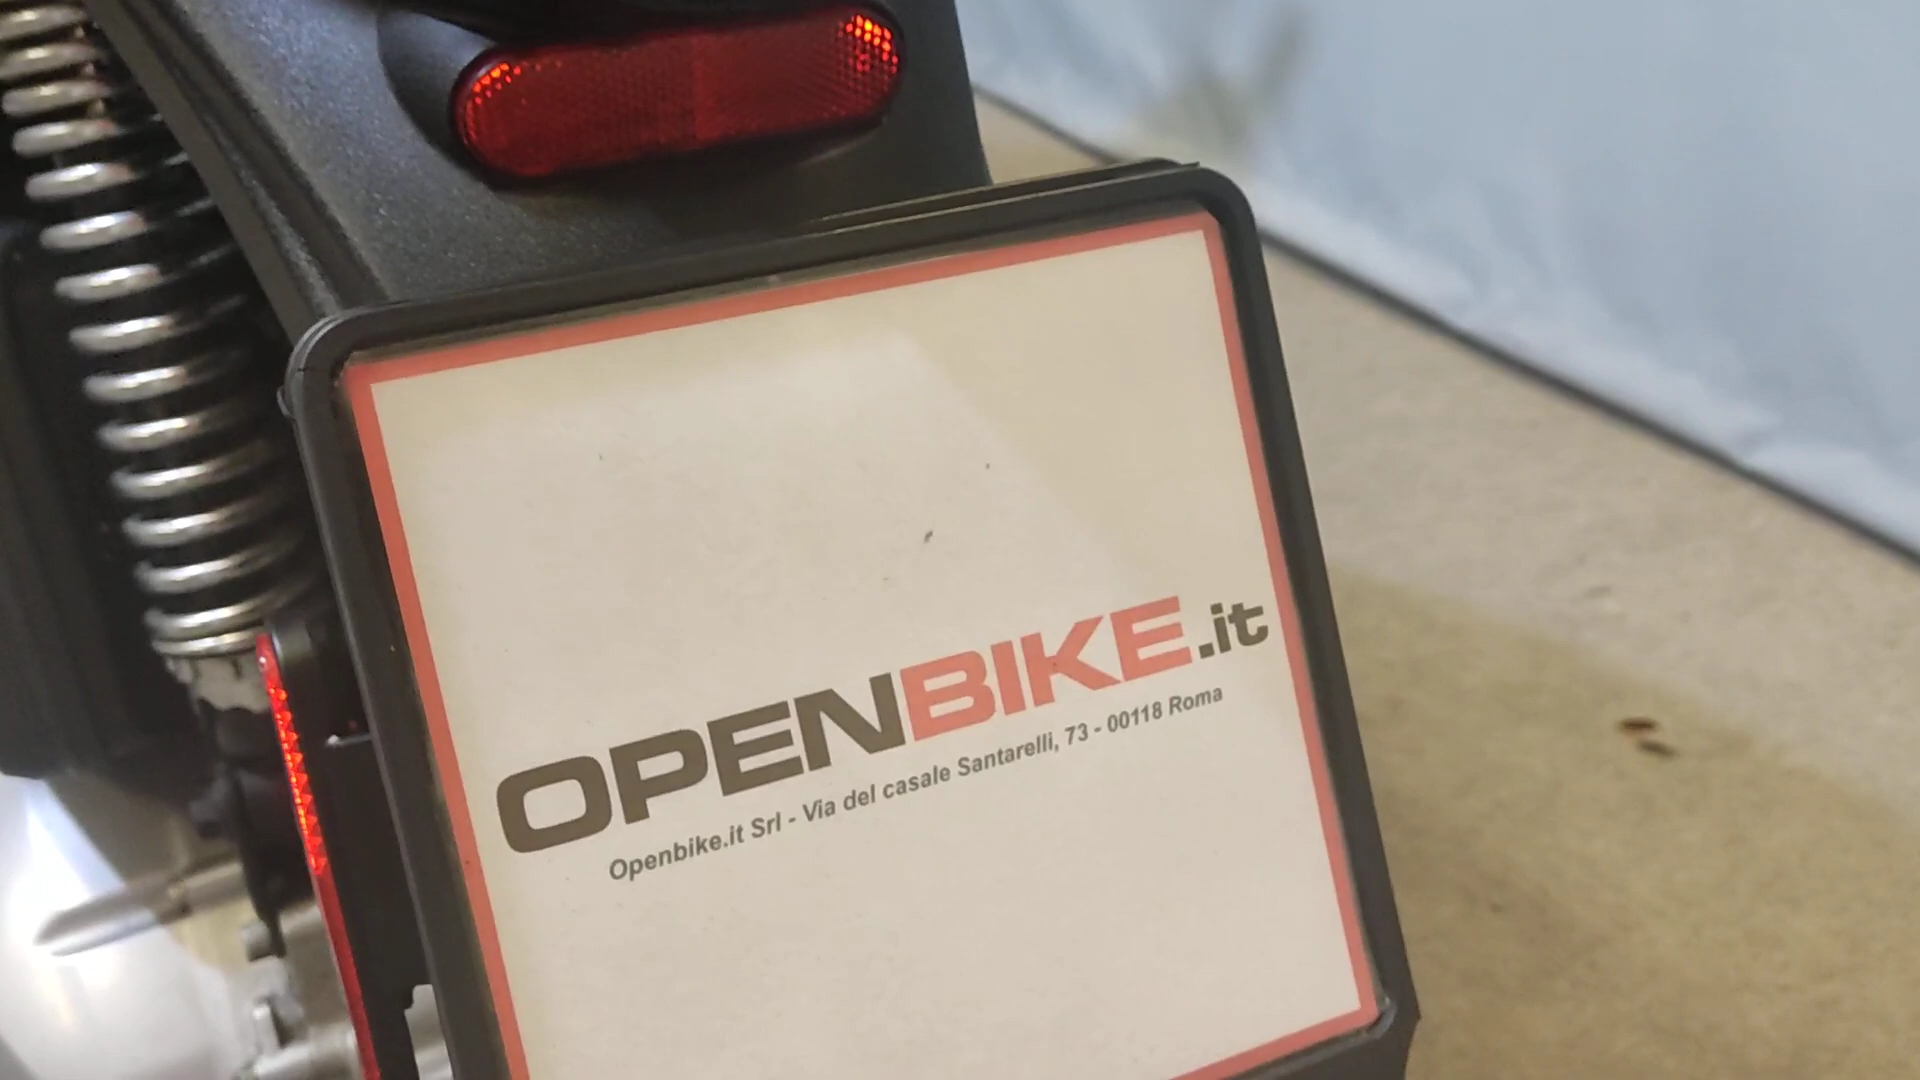 OPENBIKE.it
Openbike.it Srl - Via del casale Santarelli, 73 - 00118 Roma